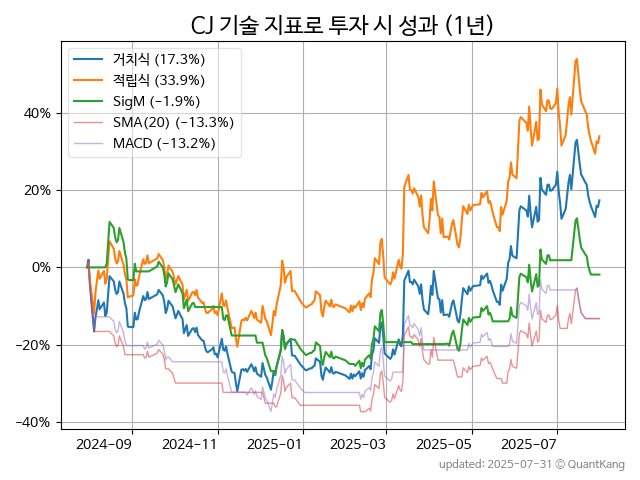 CJ 기술 지표로 투자 시 성과 (1년)
거치식 (17.3%)
적립식 (33.9%)
SigM (−1.9%)
SMA(20) (−13.3%)
MACD (−13.2%)
40%
20%
0%
−20%
−40%
2024-09 2024-11 2025-01 2025-03 2025-05 2025-07
updated: 2025-07-31 © QuantKang